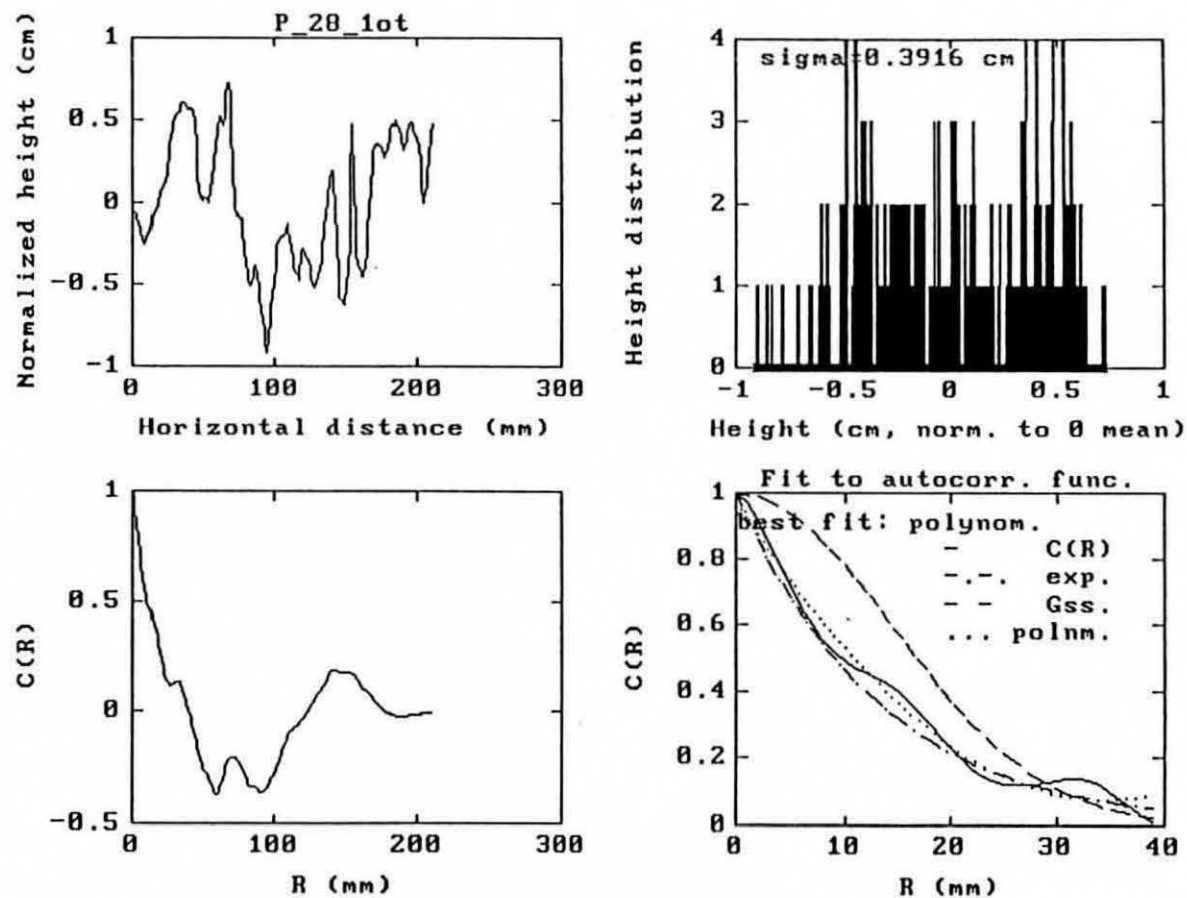 P_28_1ot
Normalized height (cm)
1
0.5
0
-0.5
-1
0
100
200
300
Horizontal distance (mm)
sigma=0.3916 cm
Height distribution
4
3
2
1
0
-1
-0.5
0
0.5
1
Height (cm, norm. to 0 mean)
C(R)
1
0.5
0
-0.5
0
100
200
300
R (mm)
Fit to autocorr. func.
best fit: polynom.
— C(R)
-.-. exp.
— — Gss.
... polnm.
C(R)
1
0.8
0.6
0.4
0.2
0
0
10
20
30
40
R (mm)